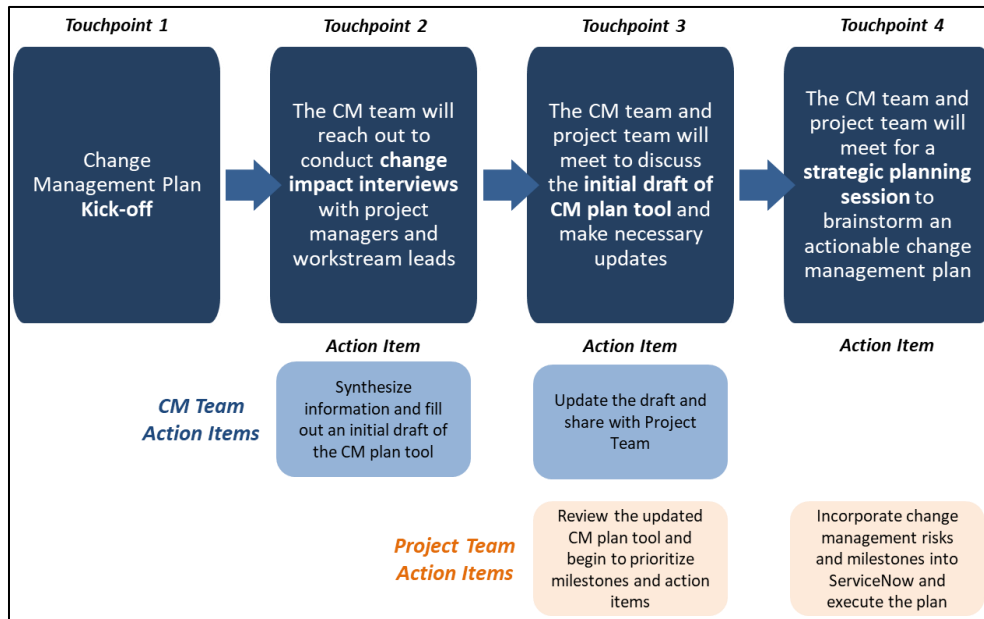 Touchpoint 1
Touchpoint 2
Touchpoint 3
Touchpoint 4
Change
Management Plan
Kick-off
The CM team will
reach out to
conduct change
impact interviews
with project
managers and
workstream leads
The CM team and
project team will
meet to discuss
the initial draft of
CM plan tool and
make necessary
updates
The CM team and
project team will
meet for a
strategic planning
session to
brainstorm an
actionable change
management plan
Action Item
Action Item
Action Item
CM Team
Action Items
Synthesize
information and fill
out an initial draft of
the CM plan tool
Update the draft and
share with Project
Team
Project Team
Action Items
Review the updated
CM plan tool and
begin to prioritize
milestones and action
items
Incorporate change
management risks
and milestones into
ServiceNow and
execute the plan